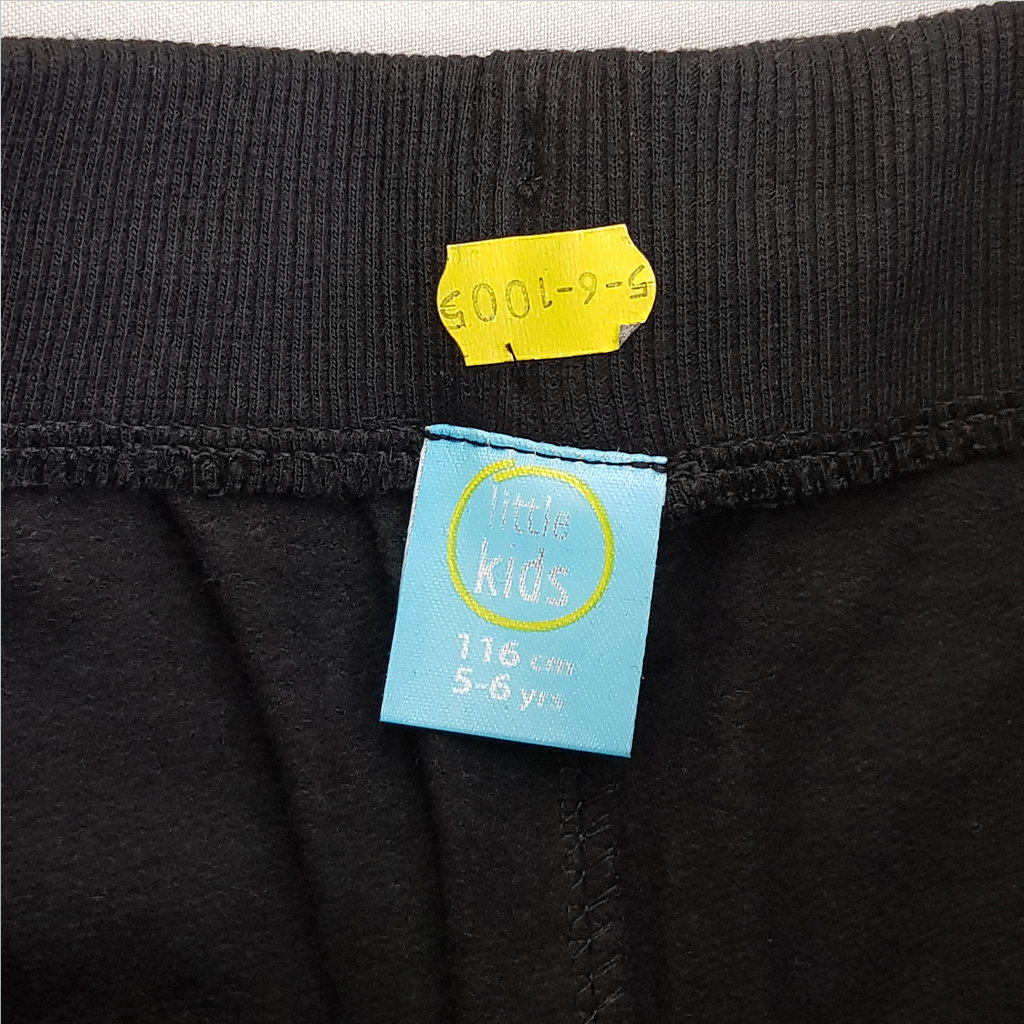 5-6-1005
little
kids
116 cm
5-6 yrs